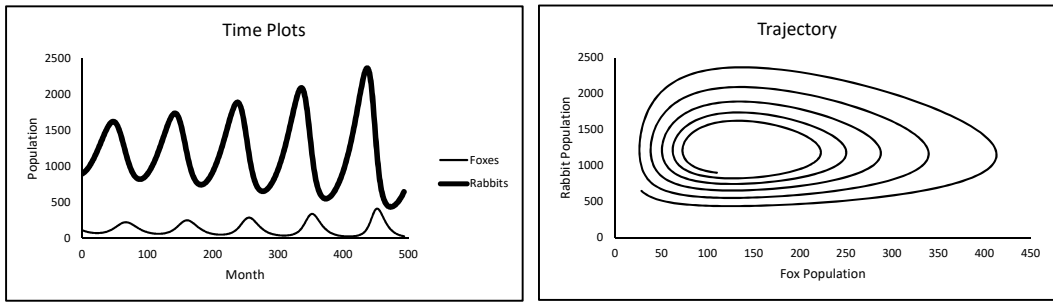 Time Plots
2500
2000
1500
1000
500
0
Population
0 100 200 300 400 500
Month
Foxes
Rabbits
Trajectory
2500
2000
1500
1000
500
0
Rabbit Population
0 50 100 150 200 250 300 350 400 450
Fox Population